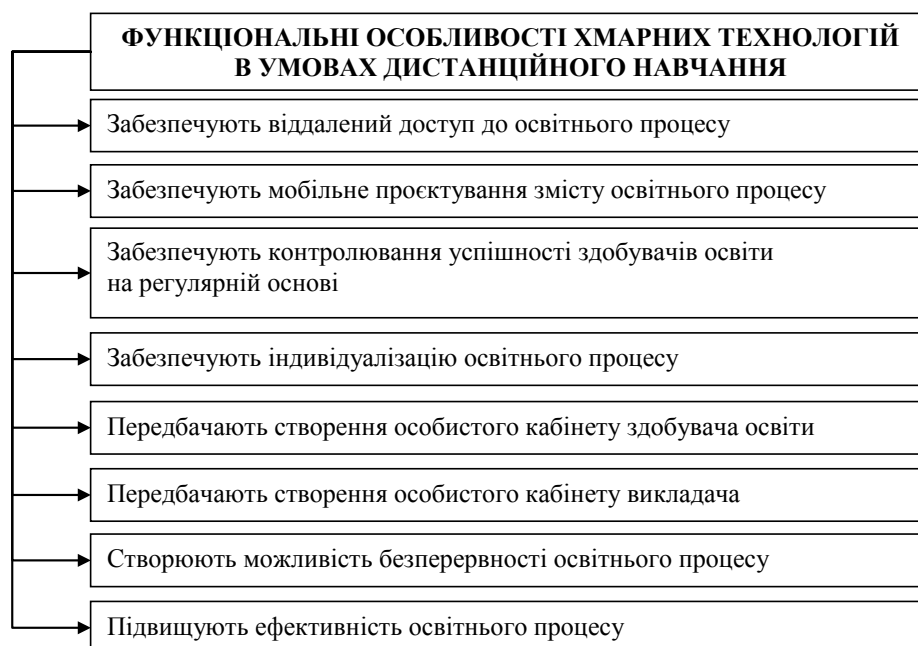 ФУНКЦІОНАЛЬНІ ОСОБЛИВОСТІ ХМАРНИХ ТЕХНОЛОГІЙ
В УМОВАХ ДИСТАНЦІЙНОГО НАВЧАННЯ
Забезпечують віддалений доступ до освітнього процесу
Забезпечують мобільне проєктування змісту освітнього процесу
Забезпечують контролювання успішності здобувачів освіти
на регулярній основі
Забезпечують індивідуалізацію освітнього процесу
Передбачають створення особистого кабінету здобувача освіти
Передбачають створення особистого кабінету викладача
Створюють можливість безперервності освітнього процесу
Підвищують ефективність освітнього процесу